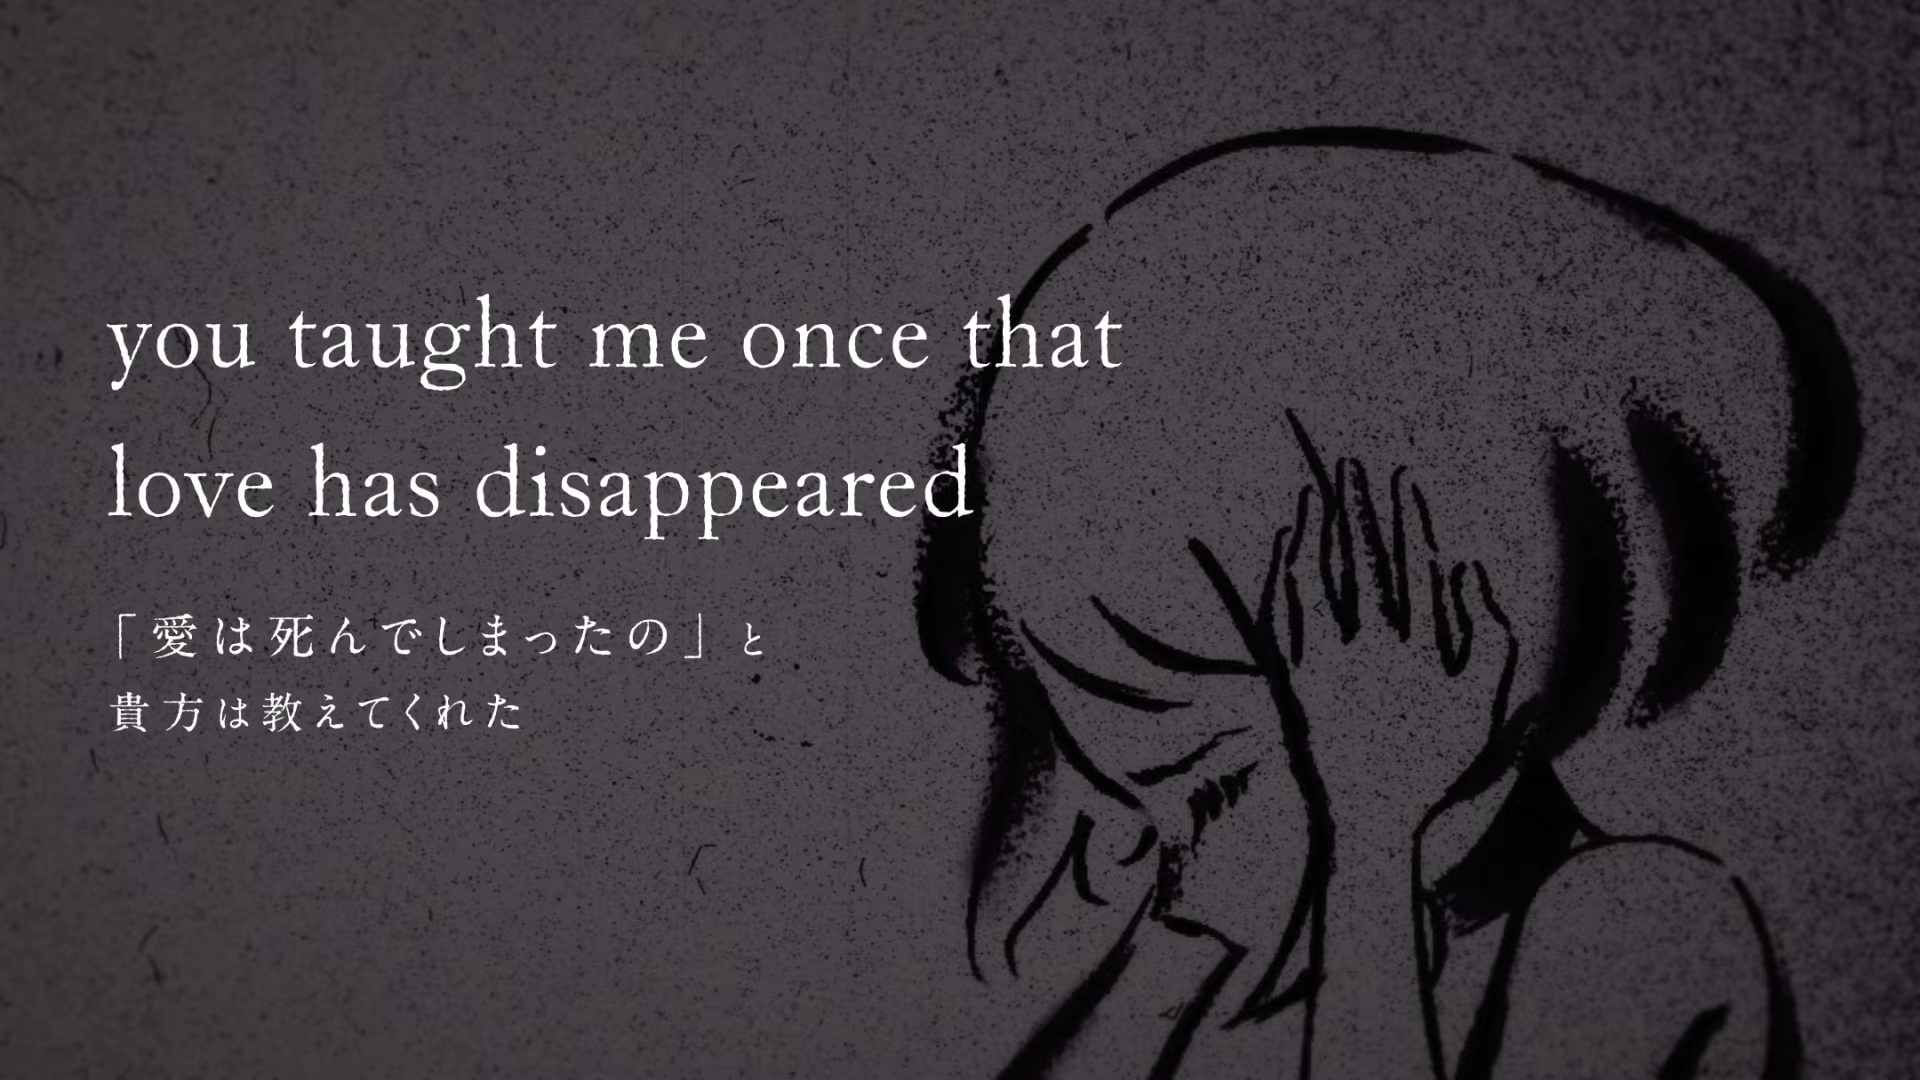 you taught me once that
love has disappeared
「愛は死んでしまったの」と
貴方は教えてくれた